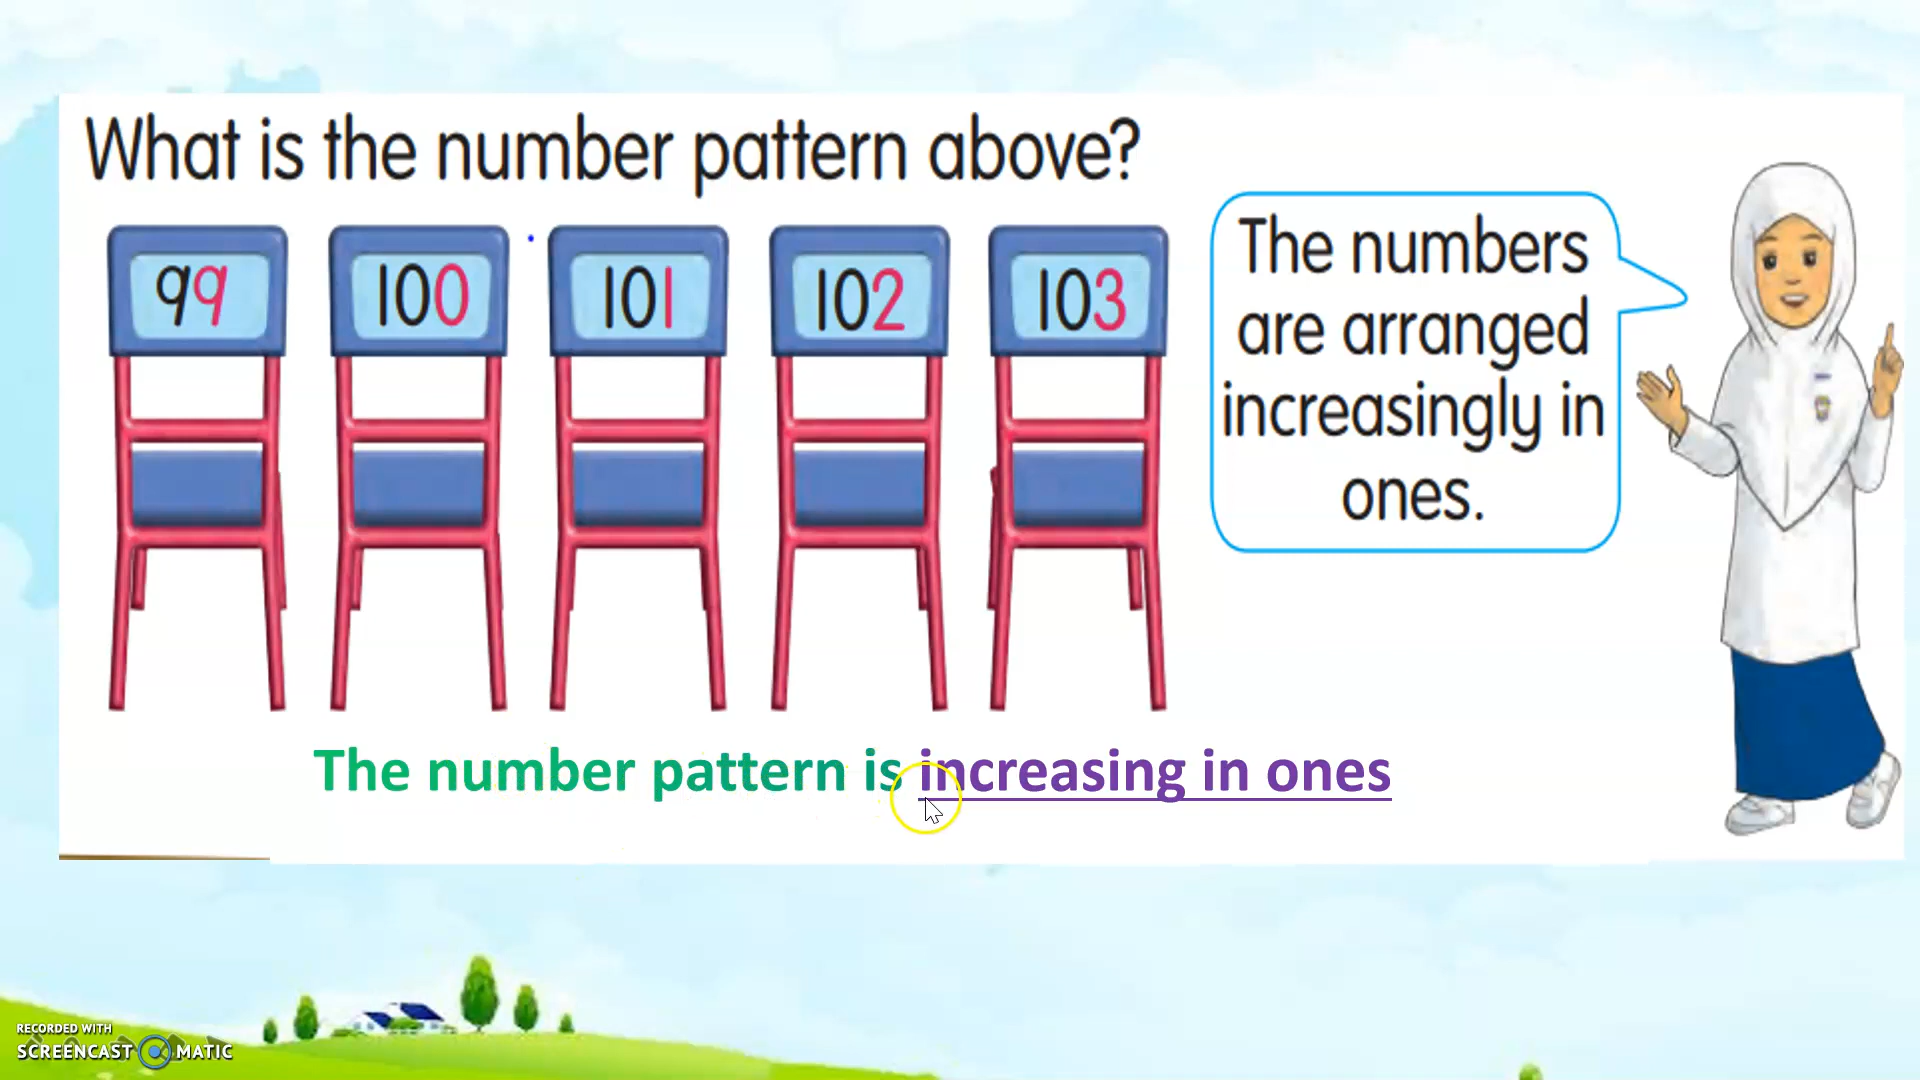 What is the number pattern above?
99 100 101 102 103
The numbers
are arranged
increasingly in
ones.
The number pattern is increasing in ones
RECORDED WITH
SCREENCAST MATIC